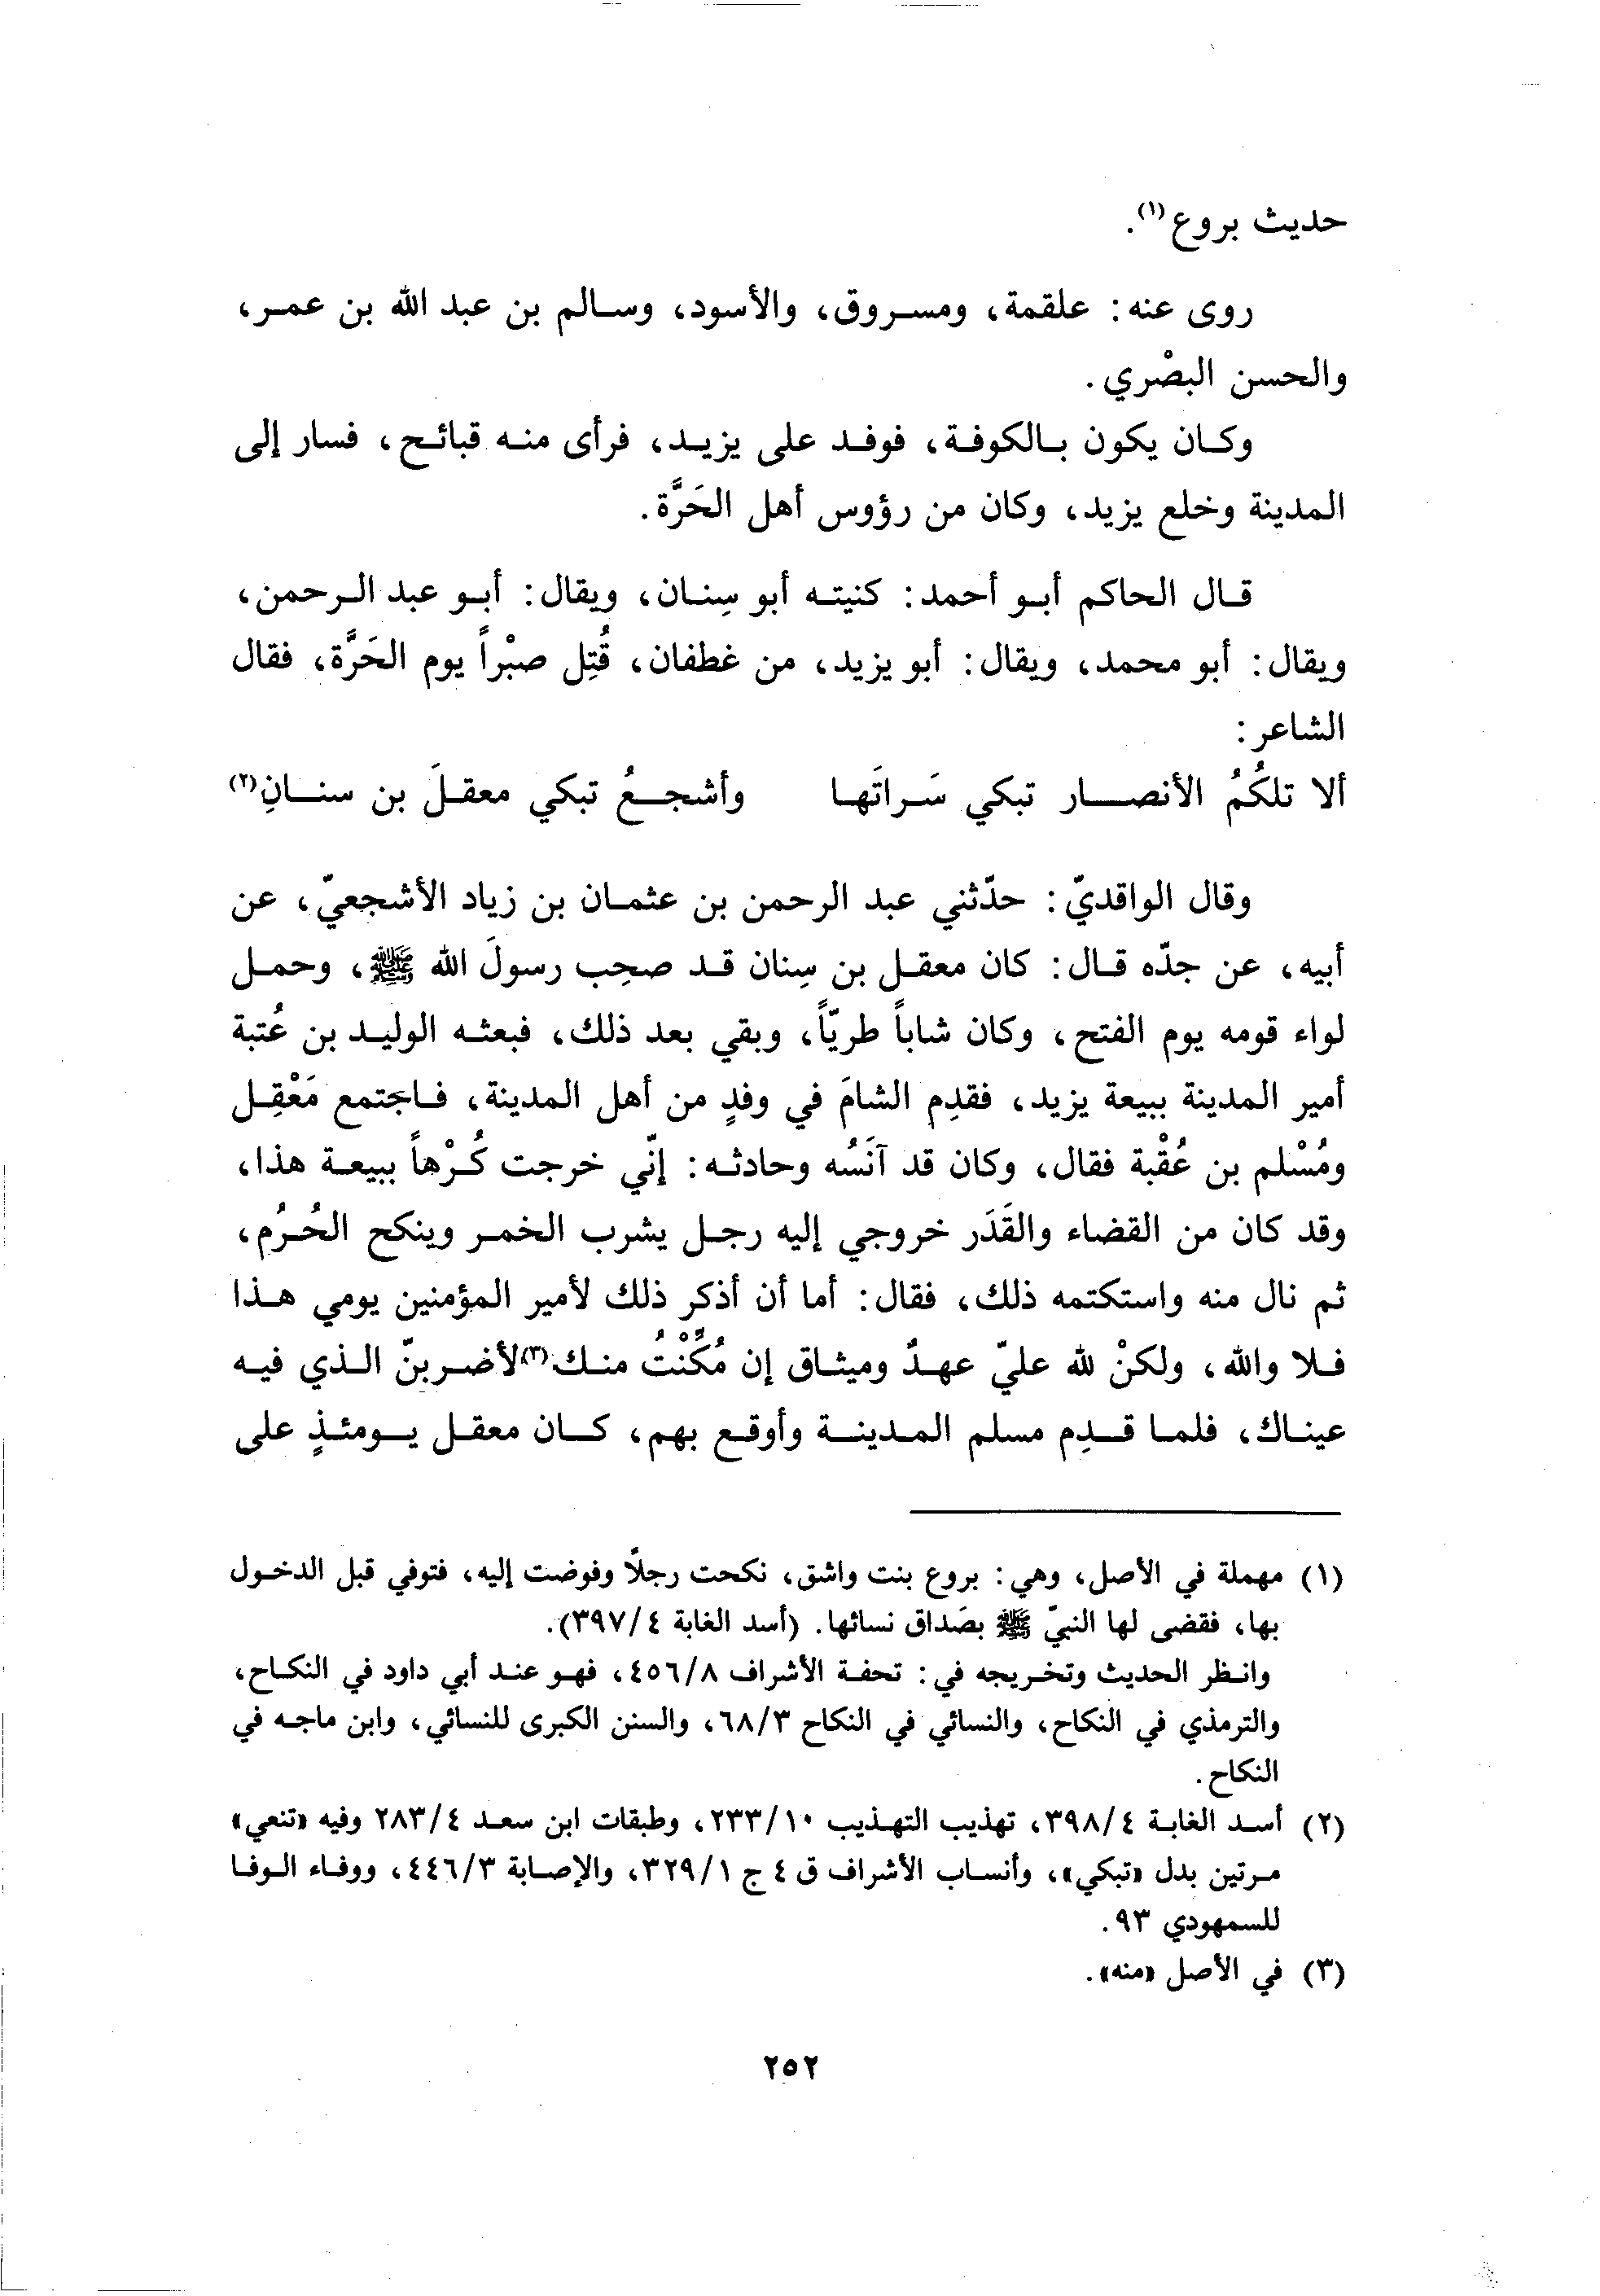 حديث بروع(١).
روى عنه: علقمة، ومسروق، والأسود، وسالم بن عبد الله بن عمر،
والحسن البصْري.
وكان يكون بالكوفة، فوفد على يزيد، فرأى منه قبائح، فسار إلى
المدينة وخلع يزيد، وكان من رؤوس أهل الحَرَّة.
قال الحاكم أبو أحمد: كنيته أبو سِنان، ويقال: أبو عبد الرحمن،
ويقال: أبو محمد، ويقال: أبو يزيد، من غطفان، قُتِل صبْراً يوم الحَرَّة، فقال
الشاعر:
ألا تلكُمُ الأنصار تبكي سَراتَها وأشجعُ تبكي معقلَ بن سنانِ(٢)
وقال الواقديّ: حدّثني عبد الرحمن بن عثمان بن زياد الأشجعيّ، عن
أبيه، عن جدّه قال: كان معقل بن سِنان قد صحِب رسولَ الله ﷺ، وحمل
لواء قومه يوم الفتح، وكان شاباً طريّاً، وبقي بعد ذلك، فبعثه الوليد بن عُتبة
أمير المدينة ببيعة يزيد، فقدِم الشامَ في وفدٍ من أهل المدينة، فاجتمع مَعْقِل
ومُسْلم بن عُقْبة فقال، وكان قد آنَسُه وحادثه: إنّي خرجت كُرْهاً ببيعة هذا،
وقد كان من القضاء والقَدَر خروجي إليه رجل يشرب الخمر وينكح الحُرُم،
ثم نال منه واستكتمه ذلك، فقال: أما أن أذكر ذلك لأمير المؤمنين يومي هذا
فلا والله، ولكنْ لله عليّ عهدٌ وميثاق إن مُكِّنْتُ منك(٣) لأضربنّ الذي فيه
عيناك، فلما قدِم مسلم المدينة وأوقع بهم، كان معقل يومئذٍ على
(١) مهملة في الأصل، وهي: بروع بنت واشق، نكحت رجلاً وفوضت إليه، فتوفي قبل الدخول
بها، فقضى لها النبيّ ﷺ بصَداق نسائها. (أسد الغابة ٣٩٧/٤).
وانظر الحديث وتخريجه في: تحفة الأشراف ٤٥٦/٨، فهو عند أبي داود في النكاح،
والترمذي في النكاح، والنسائي في النكاح ٦٨/٣، والسنن الكبرى للنسائي، وابن ماجه في
النكاح.
(٢) أسد الغابة ٣٩٨/٤، تهذيب التهذيب ٢٣٣/١٠، وطبقات ابن سعد ٢٨٣/٤ وفيه «تنعي»
مرتين بدل «تبكي»، وأنساب الأشراف ق ٤ ج ٣٢٩/١، والإصابة ٤٤٦/٣، ووفاء الوفا
للسمهودي ٩٣.
(٣) في الأصل «منه».
٢٥٢